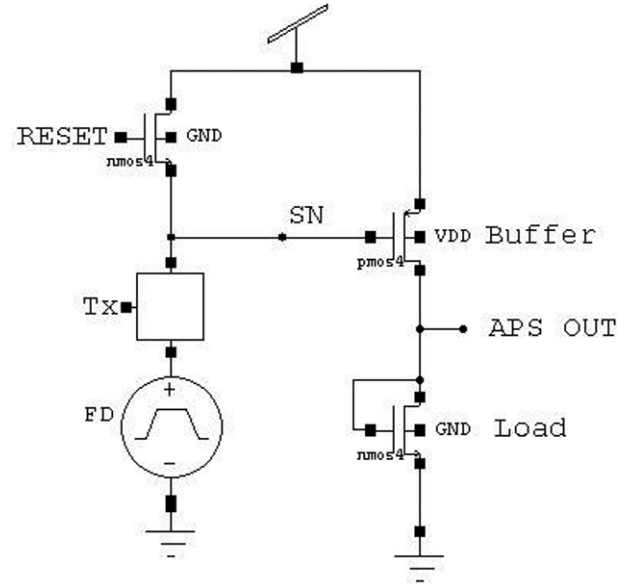 RESET
GND
nmos4
SN
VDD Buffer
pmos4
Tx
APS OUT
FD
+
-
GND Load
nmos4